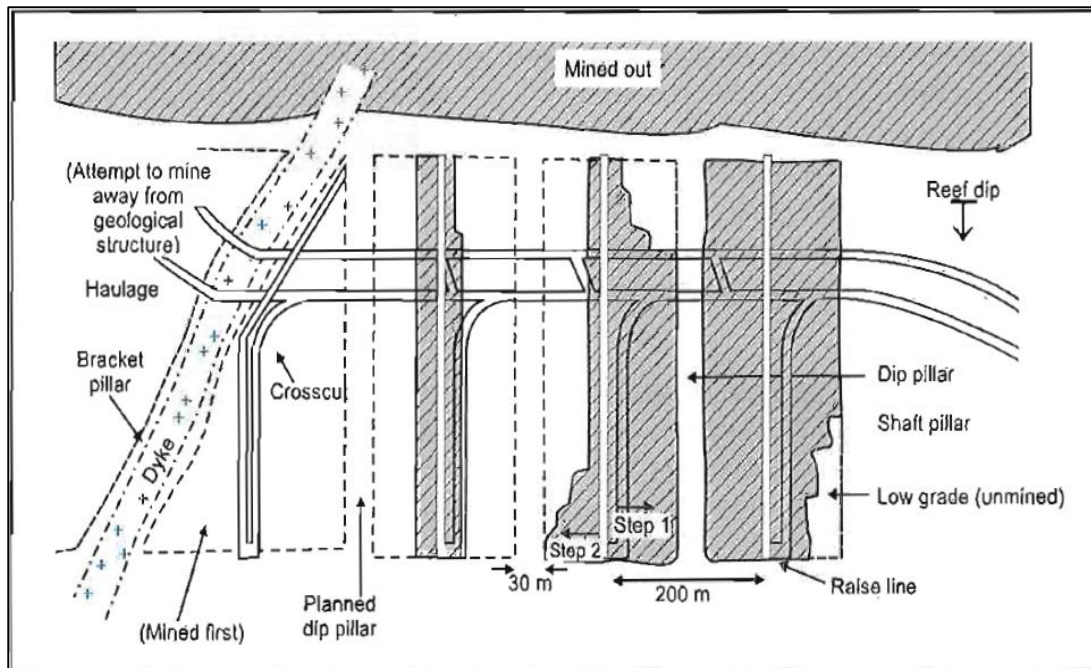 Mined out
(Attempt to mine
away from
geological
structure)
Reef dip
Haulage
Bracket
pillar
Crosscut
Dip pillar
Shaft pillar
Dyke
Low grade (unmined)
Step 1
Step 2
30 m
200 m
Raise line
Planned
dip pillar
(Mined first)